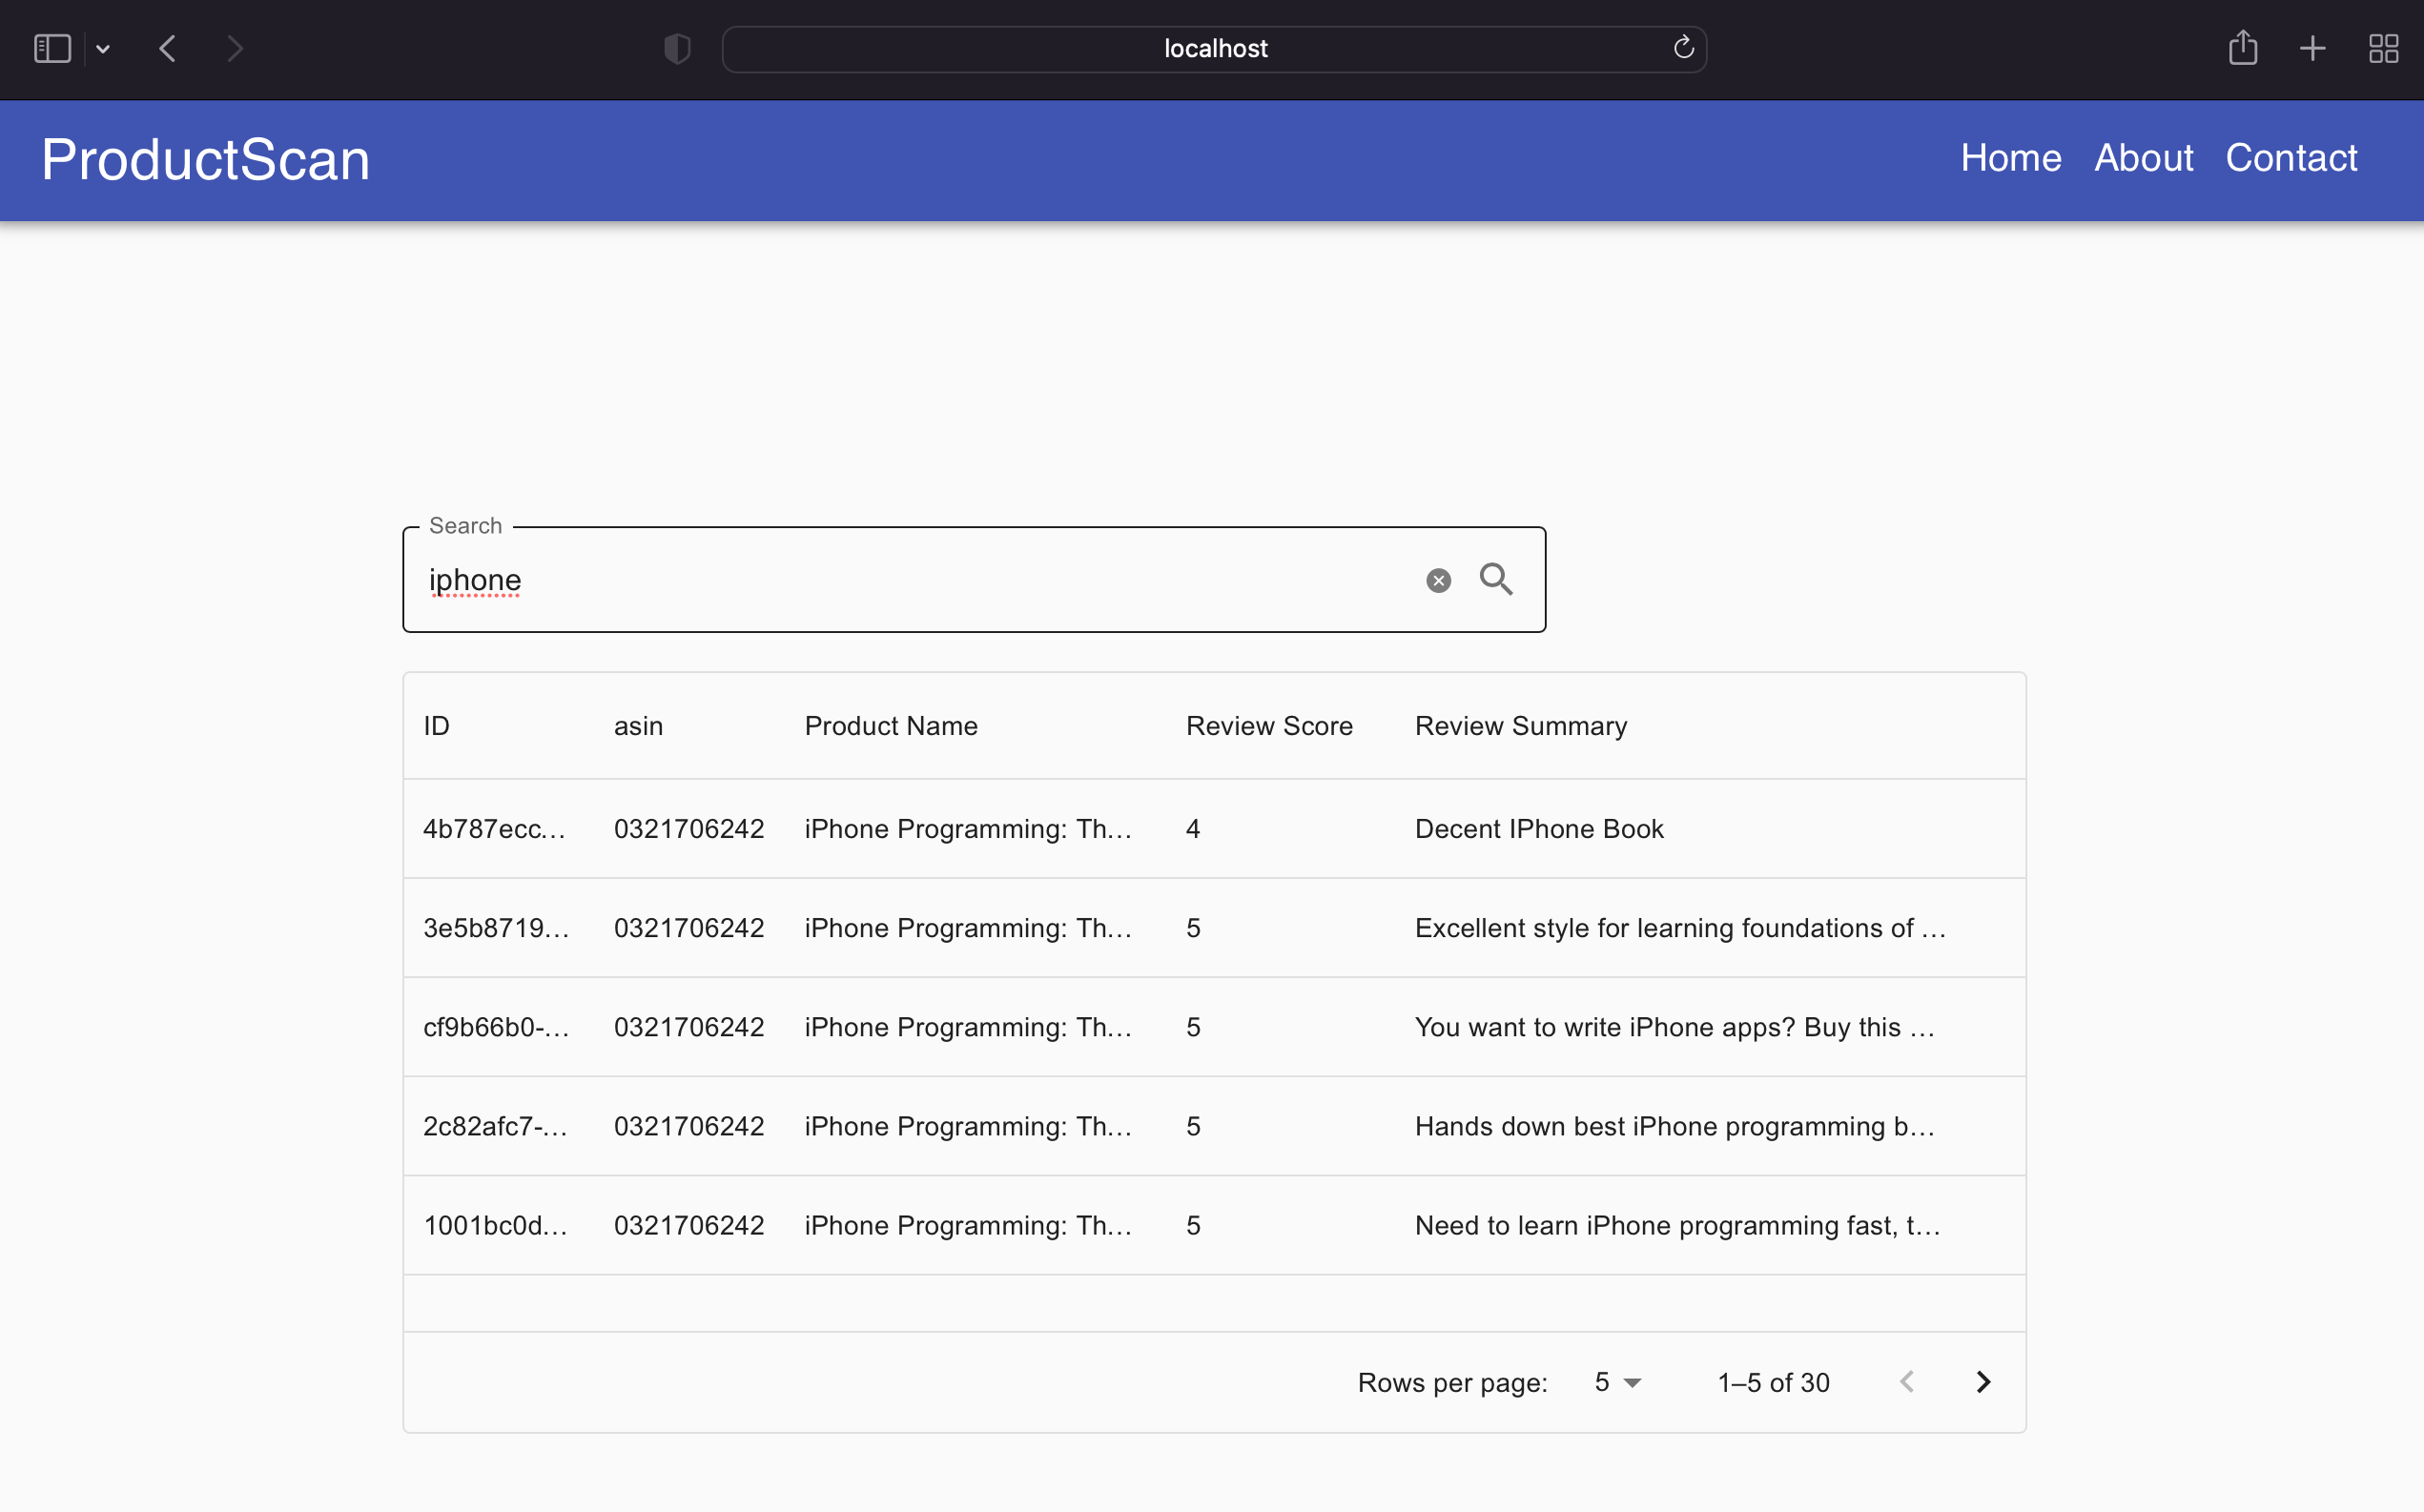 localhost
ProductScan Home About Contact
Search
iphone
ID asin Product Name Review Score Review Summary
4b787ecc... 0321706242 iPhone Programming: Th... 4 Decent IPhone Book
3e5b8719... 0321706242 iPhone Programming: Th... 5 Excellent style for learning foundations of ...
cf9b66b0-... 0321706242 iPhone Programming: Th... 5 You want to write iPhone apps? Buy this ...
2c82afc7-... 0321706242 iPhone Programming: Th... 5 Hands down best iPhone programming b...
1001bc0d... 0321706242 iPhone Programming: Th... 5 Need to learn iPhone programming fast, t...
Rows per page: 5 1–5 of 30